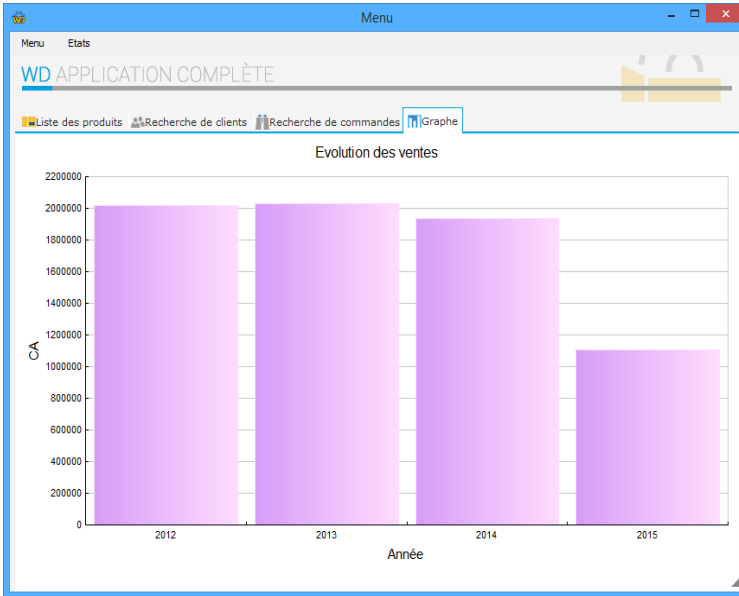 Menu
Menu Etats
WD APPLICATION COMPLÈTE
Liste des produits Recherche de clients Recherche de commandes Graphe
Evolution des ventes
2200000
2000000
1800000
1600000
1400000
1200000
1000000
800000
600000
400000
200000
0
CA
2012 2013 2014 2015
Année